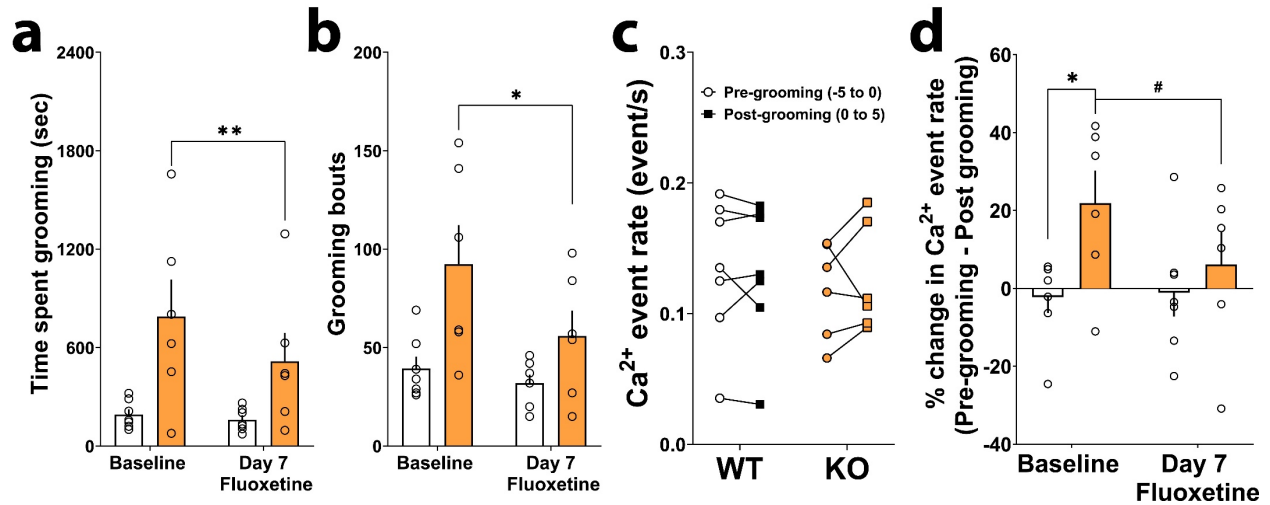 a
Time spent grooming (sec)
2400
1800
1200
600
0
**
Baseline
Day 7
Fluoxetine
b
Grooming bouts
200
150
100
50
0
*
Baseline
Day 7
Fluoxetine
c
Ca2+ event rate (event/s)
0.3
0.2
0.1
0.0
Pre-grooming (-5 to 0)
Post-grooming (0 to 5)
WT
KO
d
% change in Ca2+ event rate
(Pre-grooming - Post grooming)
60
40
20
0
-20
-40
*
#
Baseline
Day 7
Fluoxetine